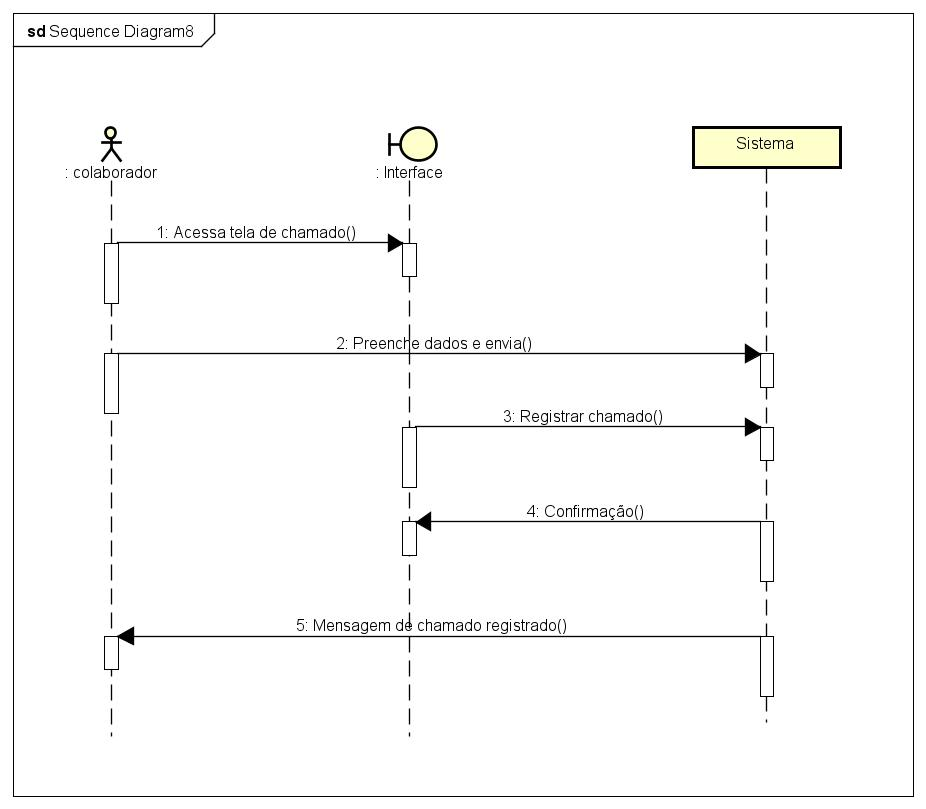 sd Sequence Diagram8
: colaborador
: Interface
Sistema
1: Acessa tela de chamado()
2: Preenche dados e envia()
3: Registrar chamado()
4: Confirmação()
5: Mensagem de chamado registrado()